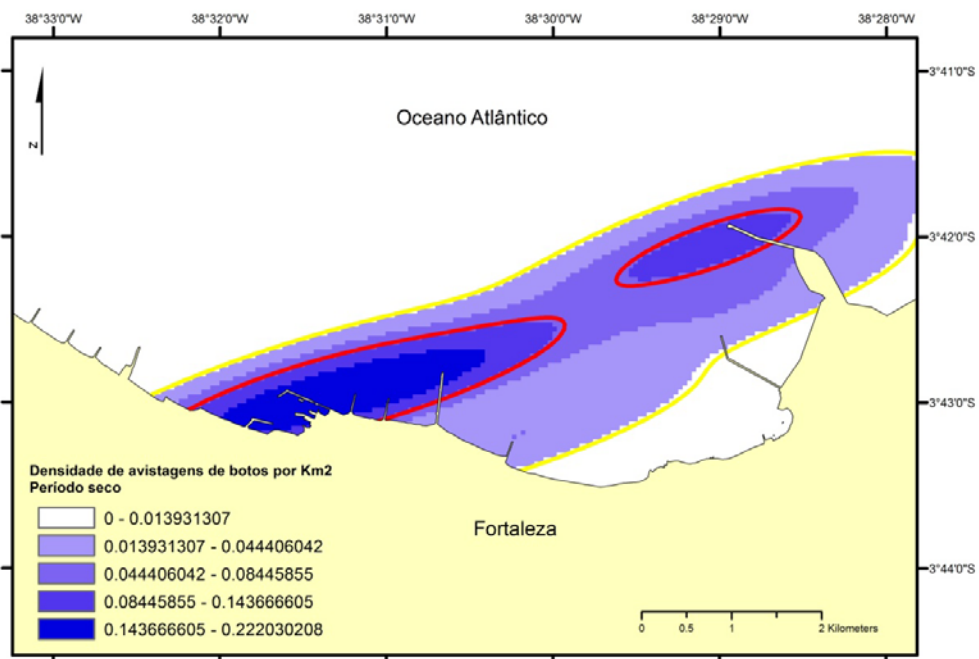 38°33'0"W 38°32'0"W 38°31'0"W 38°30'0"W 38°29'0"W 38°28'0"W
3°41'0"S
Oceano Atlântico
N
3°42'0"S
3°43'0"S
Densidade de avistagens de botos por Km2
Período seco
0 - 0.013931307
Fortaleza
0.013931307 - 0.044406042
0.044406042 - 0.08445855
3°44'0"S
0.08445855 - 0.143666605
0.143666605 - 0.222030208
0 0.5 1 2 Kilometers